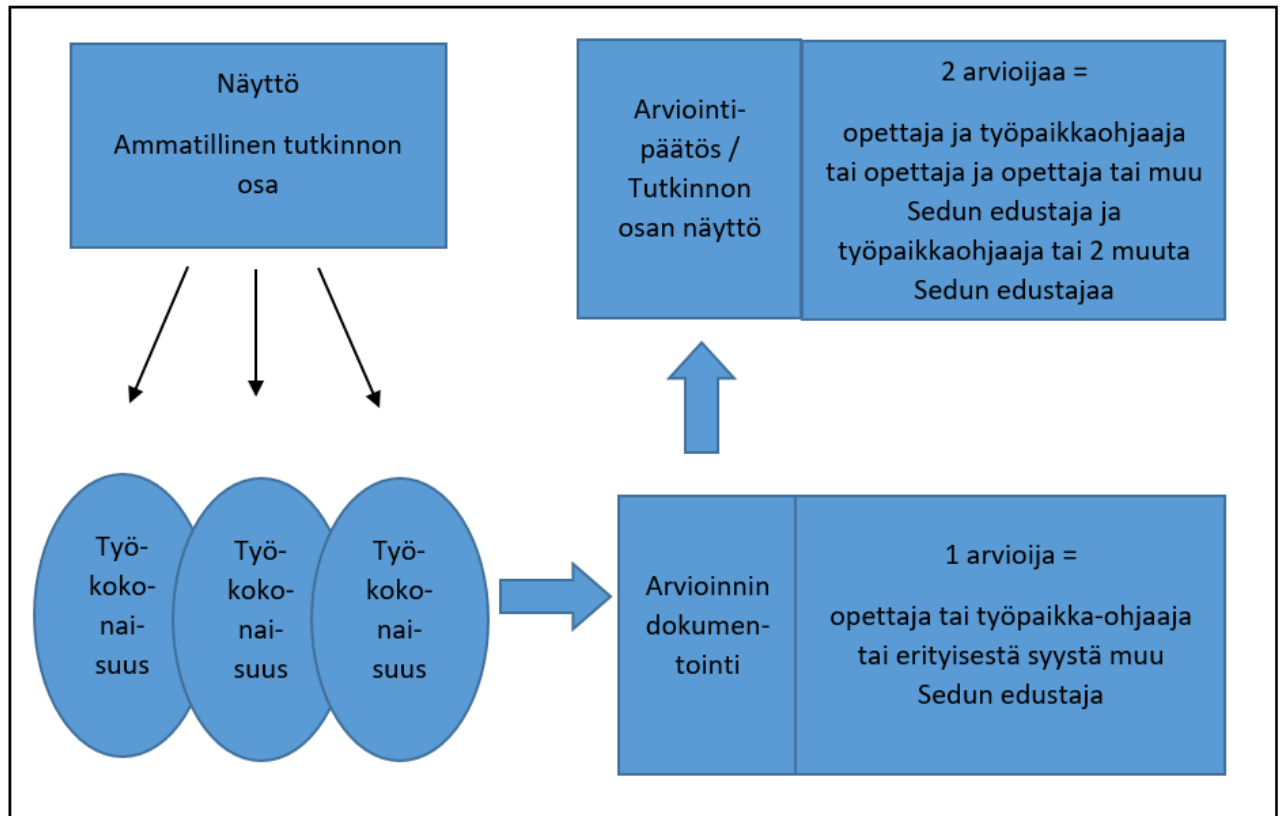 Näyttö
Ammatillinen tutkinnon
osa
Arviointi-
päätös /
Tutkinnon
osan näyttö
2 arvioijaa =
opettaja ja työpaikkaohjaaja
tai opettaja ja opettaja tai muu
Sedun edustaja ja
työpaikkaohjaaja tai 2 muuta
Sedun edustajaa
Työ-
koko-
nai-
suus
Työ-
koko-
nai-
suus
Työ-
koko-
nai-
suus
Arvioinnin
dokumen-
tointi
1 arvioija =
opettaja tai työpaikka-ohjaaja
tai erityisestä syystä muu
Sedun edustaja